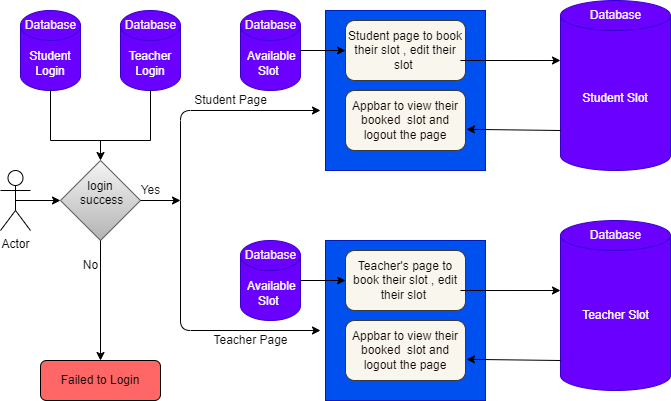 Database
Student
Login
Database
Teacher
Login
Database
Available
Slot
Student page to book
their slot , edit their
slot
Database
Student Slot
Student Page
Appbar to view their
booked  slot and
logout the page
login
success
Yes
Actor
No
Database
Available
Slot
Teacher's page to
book their slot , edit
their slot
Database
Teacher Slot
Teacher Page
Appbar to view their
booked  slot and
logout the page
Failed to Login